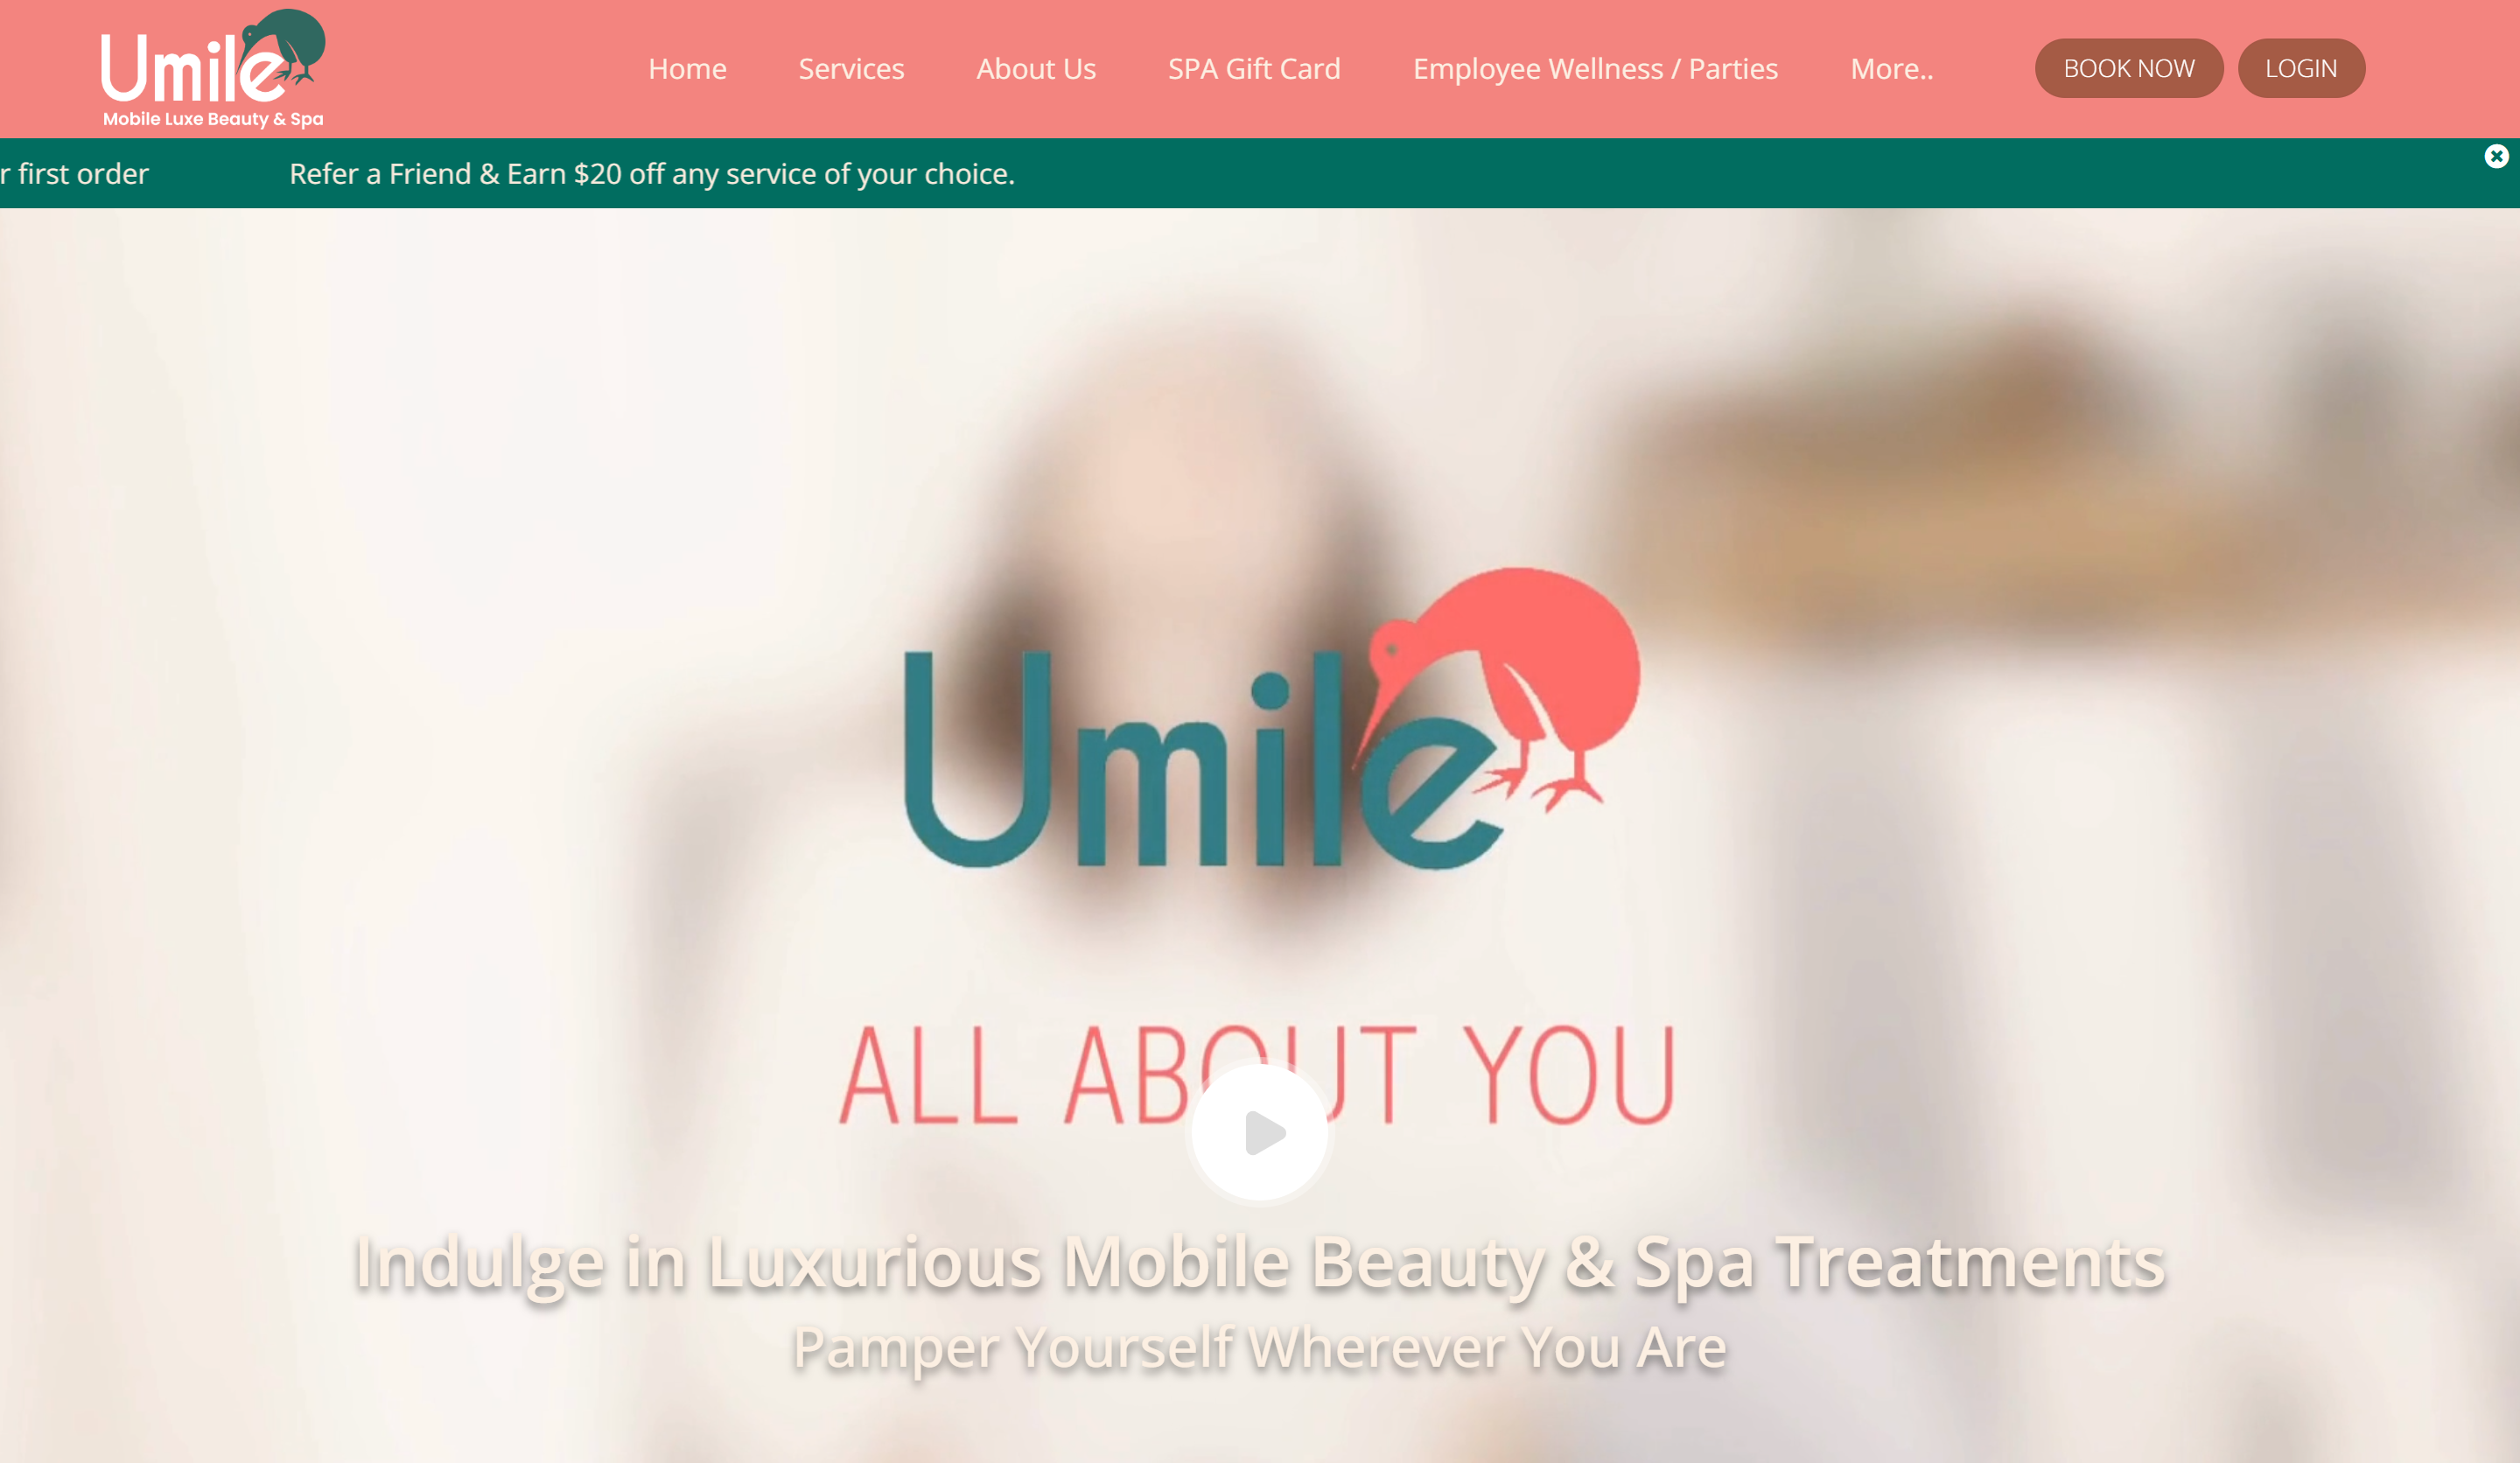 Umile
Mobile Luxe Beauty & Spa
Home
Services
About Us
SPA Gift Card
Employee Wellness / Parties
More..
BOOK NOW
LOGIN
r first order
Refer a Friend & Earn $20 off any service of your choice.
Umile
ALL ABOUT YOU
Indulge in Luxurious Mobile Beauty & Spa Treatments
Pamper Yourself Wherever You Are